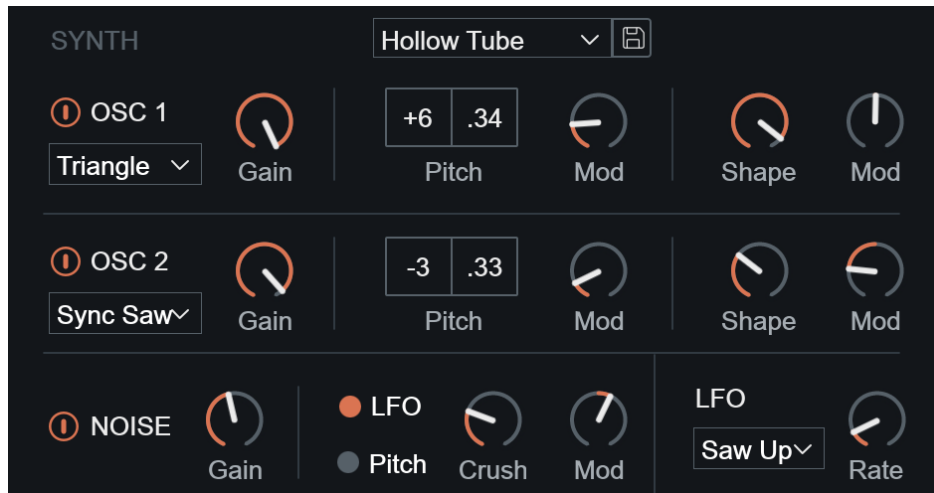 SYNTH Hollow Tube
OSC 1
Triangle
Gain
+6 .34
Pitch
Mod
Shape
Mod
OSC 2
Sync Saw
Gain
-3 .33
Pitch
Mod
Shape
Mod
NOISE
Gain
LFO
Pitch
Crush
Mod
LFO
Saw Up
Rate